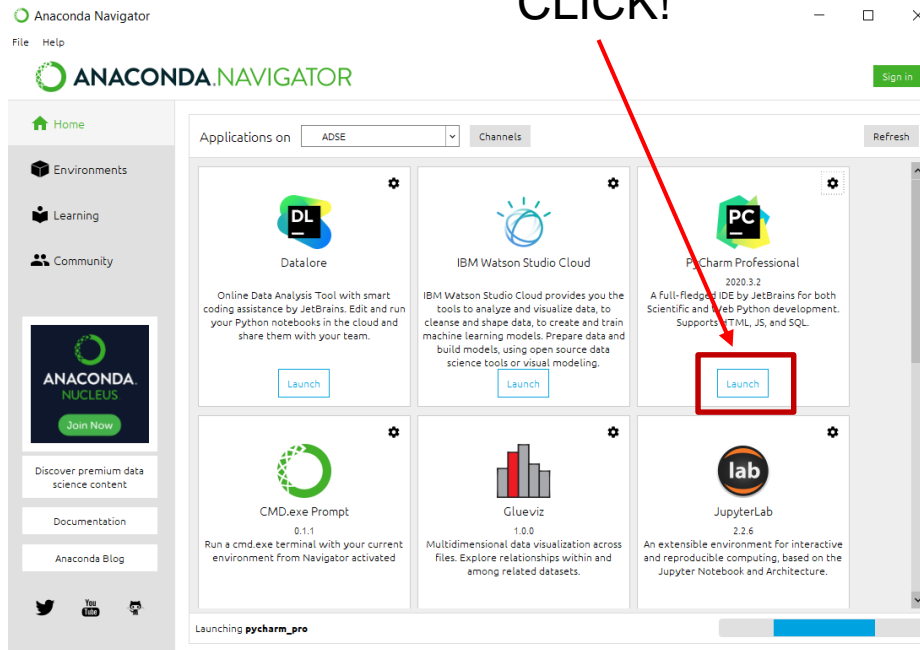 CLICK!
Anaconda Navigator
File Help
ANACONDA.NAVIGATOR
Sign in
Home
Environments
Learning
Community
ANACONDA.
NUCLEUS
Join Now
Discover premium data
science content
Documentation
Anaconda Blog
You
Tube
Applications on ADSE Channels Refresh
DL
Datalore
Online Data Analysis Tool with smart
coding assistance by JetBrains. Edit and run
your Python notebooks in the cloud and
share them with your team.
Launch
IBM Watson Studio Cloud
IBM Watson Studio Cloud provides you the
tools to analyze and visualize data, to
cleanse and shape data, to create and train
machine learning models. Prepare data and
build models, using open source data
science tools or visual modeling.
Launch
PC
PyCharm Professional
2020.3.2
A full-fledged IDE by JetBrains for both
Scientific and Web Python development.
Supports HTML, JS, and SQL.
Launch
CMD.exe Prompt
0.1.1
Run a cmd.exe terminal with your current
environment from Navigator activated
Glueviz
1.0.0
Multidimensional data visualization across
files. Explore relationships within and
among related datasets.
lab
JupyterLab
2.2.6
An extensible environment for interactive
and reproducible computing, based on the
Jupyter Notebook and Architecture.
Launching pycharm_pro